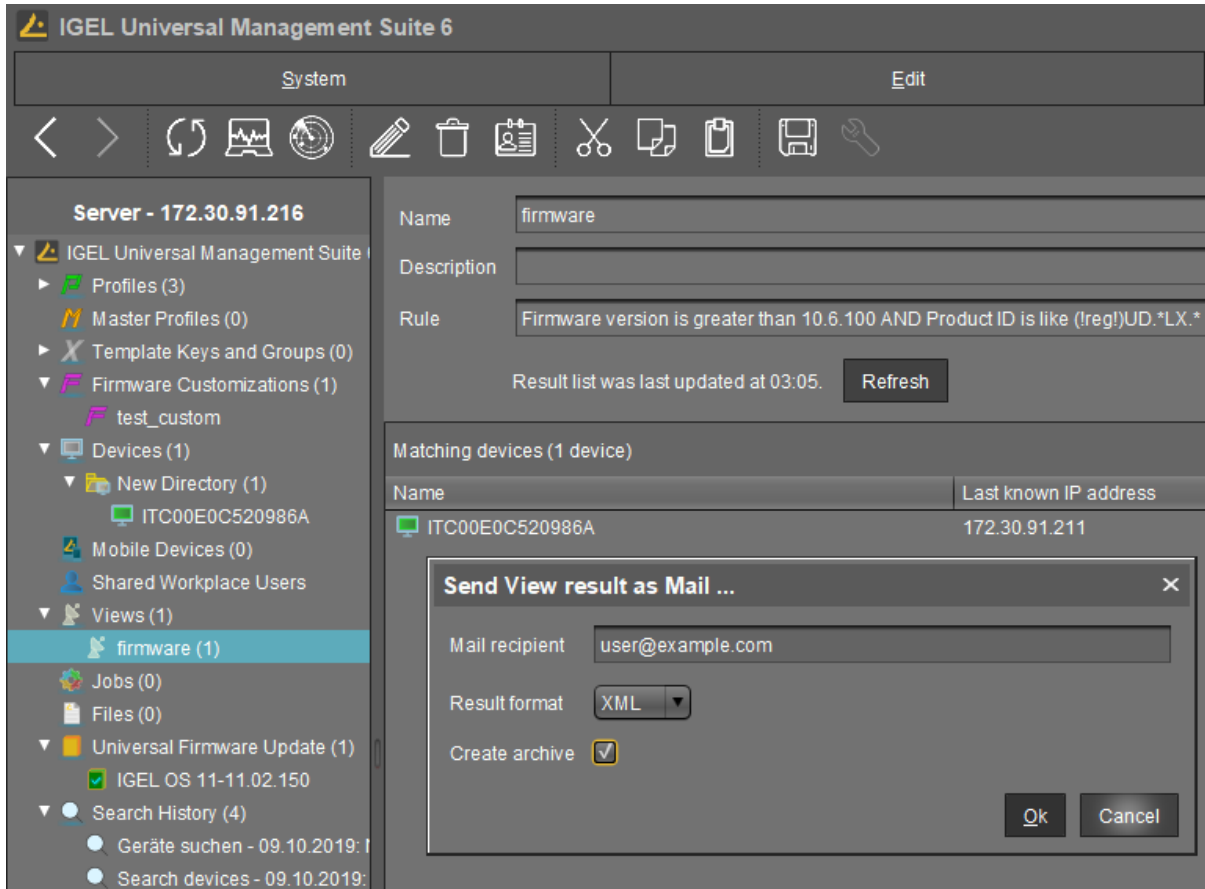 IGEL Universal Management Suite 6
System
Edit
Server - 172.30.91.216
IGEL Universal Management Suite
Profiles (3)
Master Profiles (0)
Template Keys and Groups (0)
Firmware Customizations (1)
test_custom
Devices (1)
New Directory (1)
ITC00E0C520986A
Mobile Devices (0)
Shared Workplace Users
Views (1)
firmware (1)
Jobs (0)
Files (0)
Universal Firmware Update (1)
IGEL OS 11-11.02.150
Search History (4)
Geräte suchen - 09.10.2019:
Search devices - 09.10.2019:
Name firmware
Description
Rule Firmware version is greater than 10.6.100 AND Product ID is like (!reg!)UD.*LX.*
Result list was last updated at 03:05. Refresh
Matching devices (1 device)
Name Last known IP address
ITC00E0C520986A 172.30.91.211
Send View result as Mail ...
Mail recipient user@example.com
Result format XML
Create archive
Ok Cancel